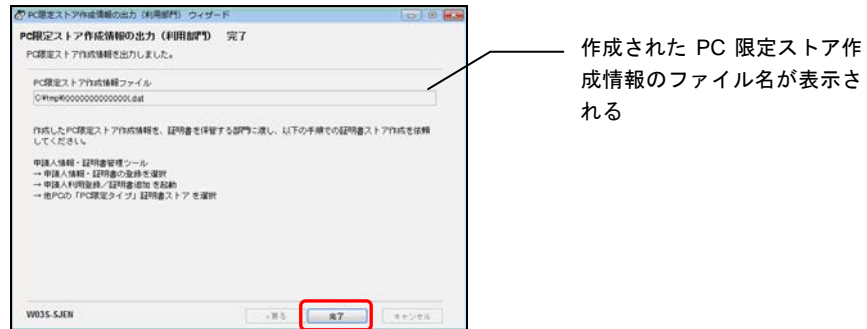 PC限定ストア作成情報の出力（利用部門）ウィザード
PC限定ストア作成情報の出力（利用部門） 完了
PC限定ストア作成情報を出力しました。
PC限定ストア作成情報ファイル
作成したPC限定ストア作成情報を、証明書を保管する部門に渡し、以下の手順での証明書ストア作成を依頼
してください。
申請人情報・証明書管理ツール
→ 申請人情報・証明書の登録を選択
→ 申請人利用登録／証明書追加 を起動
→ 他PCの「PC限定タイプ」証明書ストア を選択
W03S-SJEN
<戻る
完了
キャンセル
作成された PC 限定ストア作
成情報のファイル名が表示さ
れる